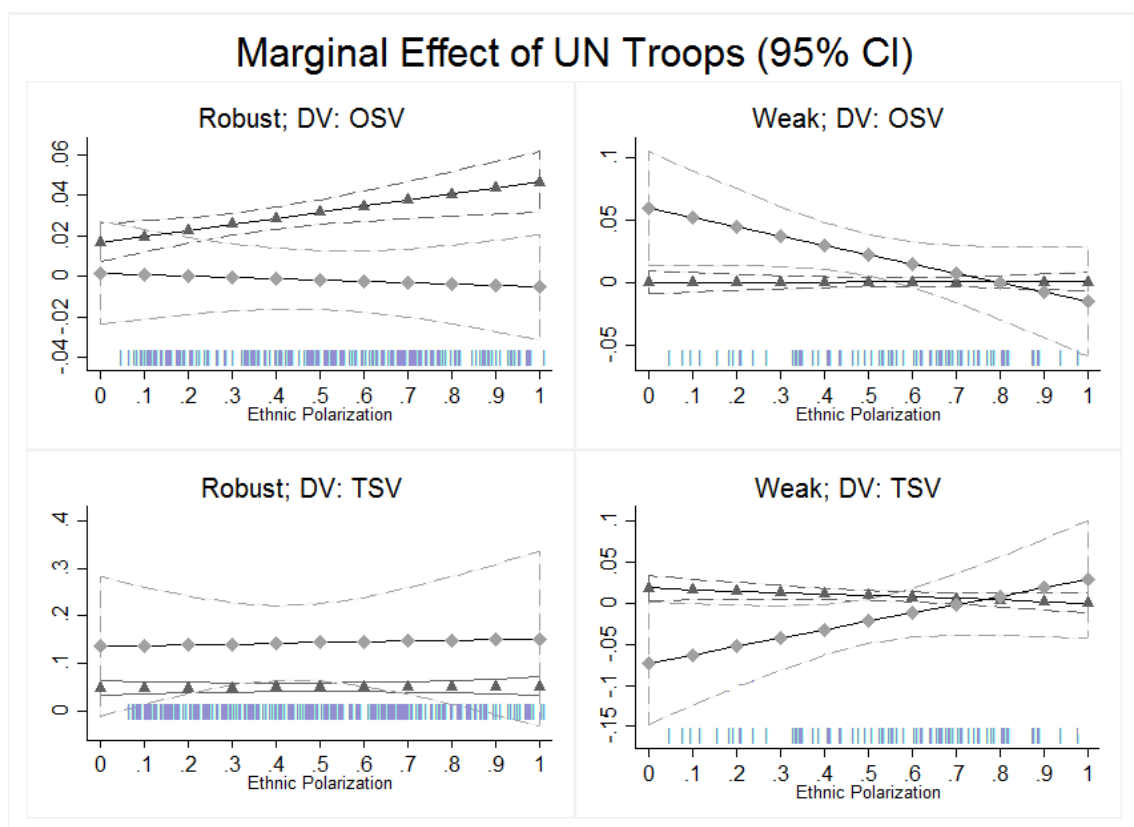 Marginal Effect of UN Troops (95% CI)
Robust; DV: OSV
.06
.04
.02
0
-.02
-.04
0 .1 .2 .3 .4 .5 .6 .7 .8 .9 1
Ethnic Polarization
Weak; DV: OSV
.1
.05
0
-.05
0 .1 .2 .3 .4 .5 .6 .7 .8 .9 1
Ethnic Polarization
Robust; DV: TSV
.4
.3
.2
.1
0
0 .1 .2 .3 .4 .5 .6 .7 .8 .9 1
Ethnic Polarization
Weak; DV: TSV
.1
.05
0
-.05
-.1
-.15
0 .1 .2 .3 .4 .5 .6 .7 .8 .9 1
Ethnic Polarization